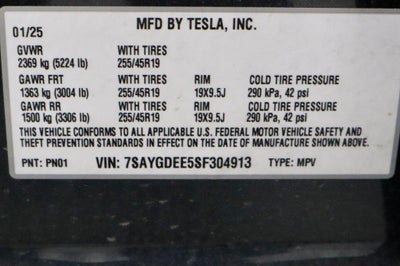 MFD BY TESLA, INC.
01/25
GVWR WITH TIRES
2369 kg (5224 lb) 255/45R19
GAWR FRT WITH TIRES RIM COLD TIRE PRESSURE
1363 kg (3004 lb) 255/45R19 19X9.5J 290 kPa, 42 psi
GAWR RR WITH TIRES RIM COLD TIRE PRESSURE
1500 kg (3306 lb) 255/45R19 19X9.5J 290 kPa, 42 psi
THIS VEHICLE CONFORMS TO ALL APPLICABLE U.S. FEDERAL MOTOR VEHICLE SAFETY AND
THEFT PREVENTION STANDARDS IN EFFECT ON THE DATE OF MANUFACTURE SHOWN ABOVE.
PNT: PN01 VIN: 7SAYGDEE5SF304913 TYPE: MPV